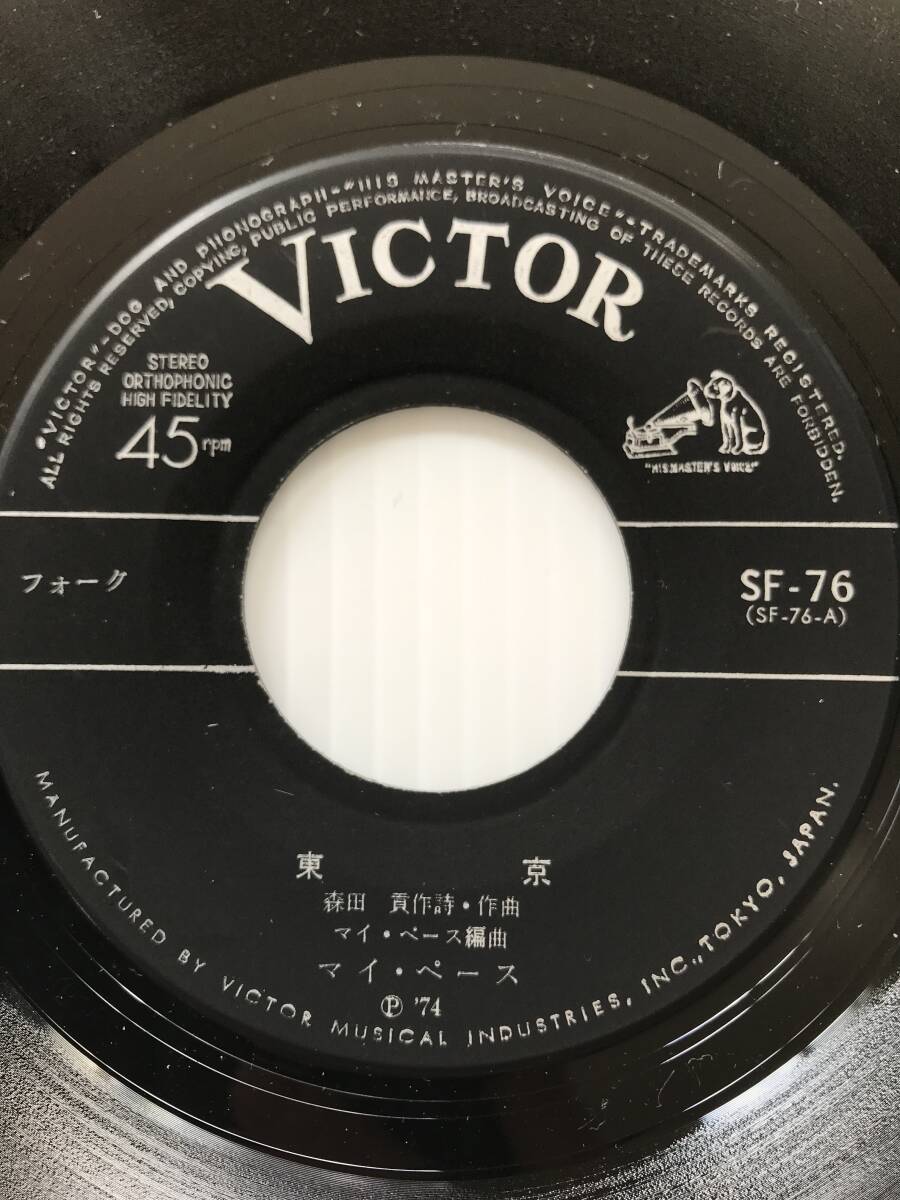 "VICTOR"-DOG AND PHONOGRAPH-"HIS MASTER'S VOICE"-TRADEMARKS REGISTERED.
ALL RIGHTS RESERVED, COPYING, PUBLIC PERFORMANCE, BROADCASTING OF THESE RECORDS ARE FORBIDDEN.
VICTOR
STEREO
ORTHOPHONIC
HIGH FIDELITY
45 rpm
"HIS MASTER'S VOICE"
フォーク
SF-76
(SF-76-A)
東京
森田 貢作詩・作曲
マイ・ペース編曲
マイ・ペース
Ⓟ '74
MANUFACTURED BY VICTOR MUSICAL INDUSTRIES, INC., TOKYO, JAPAN.